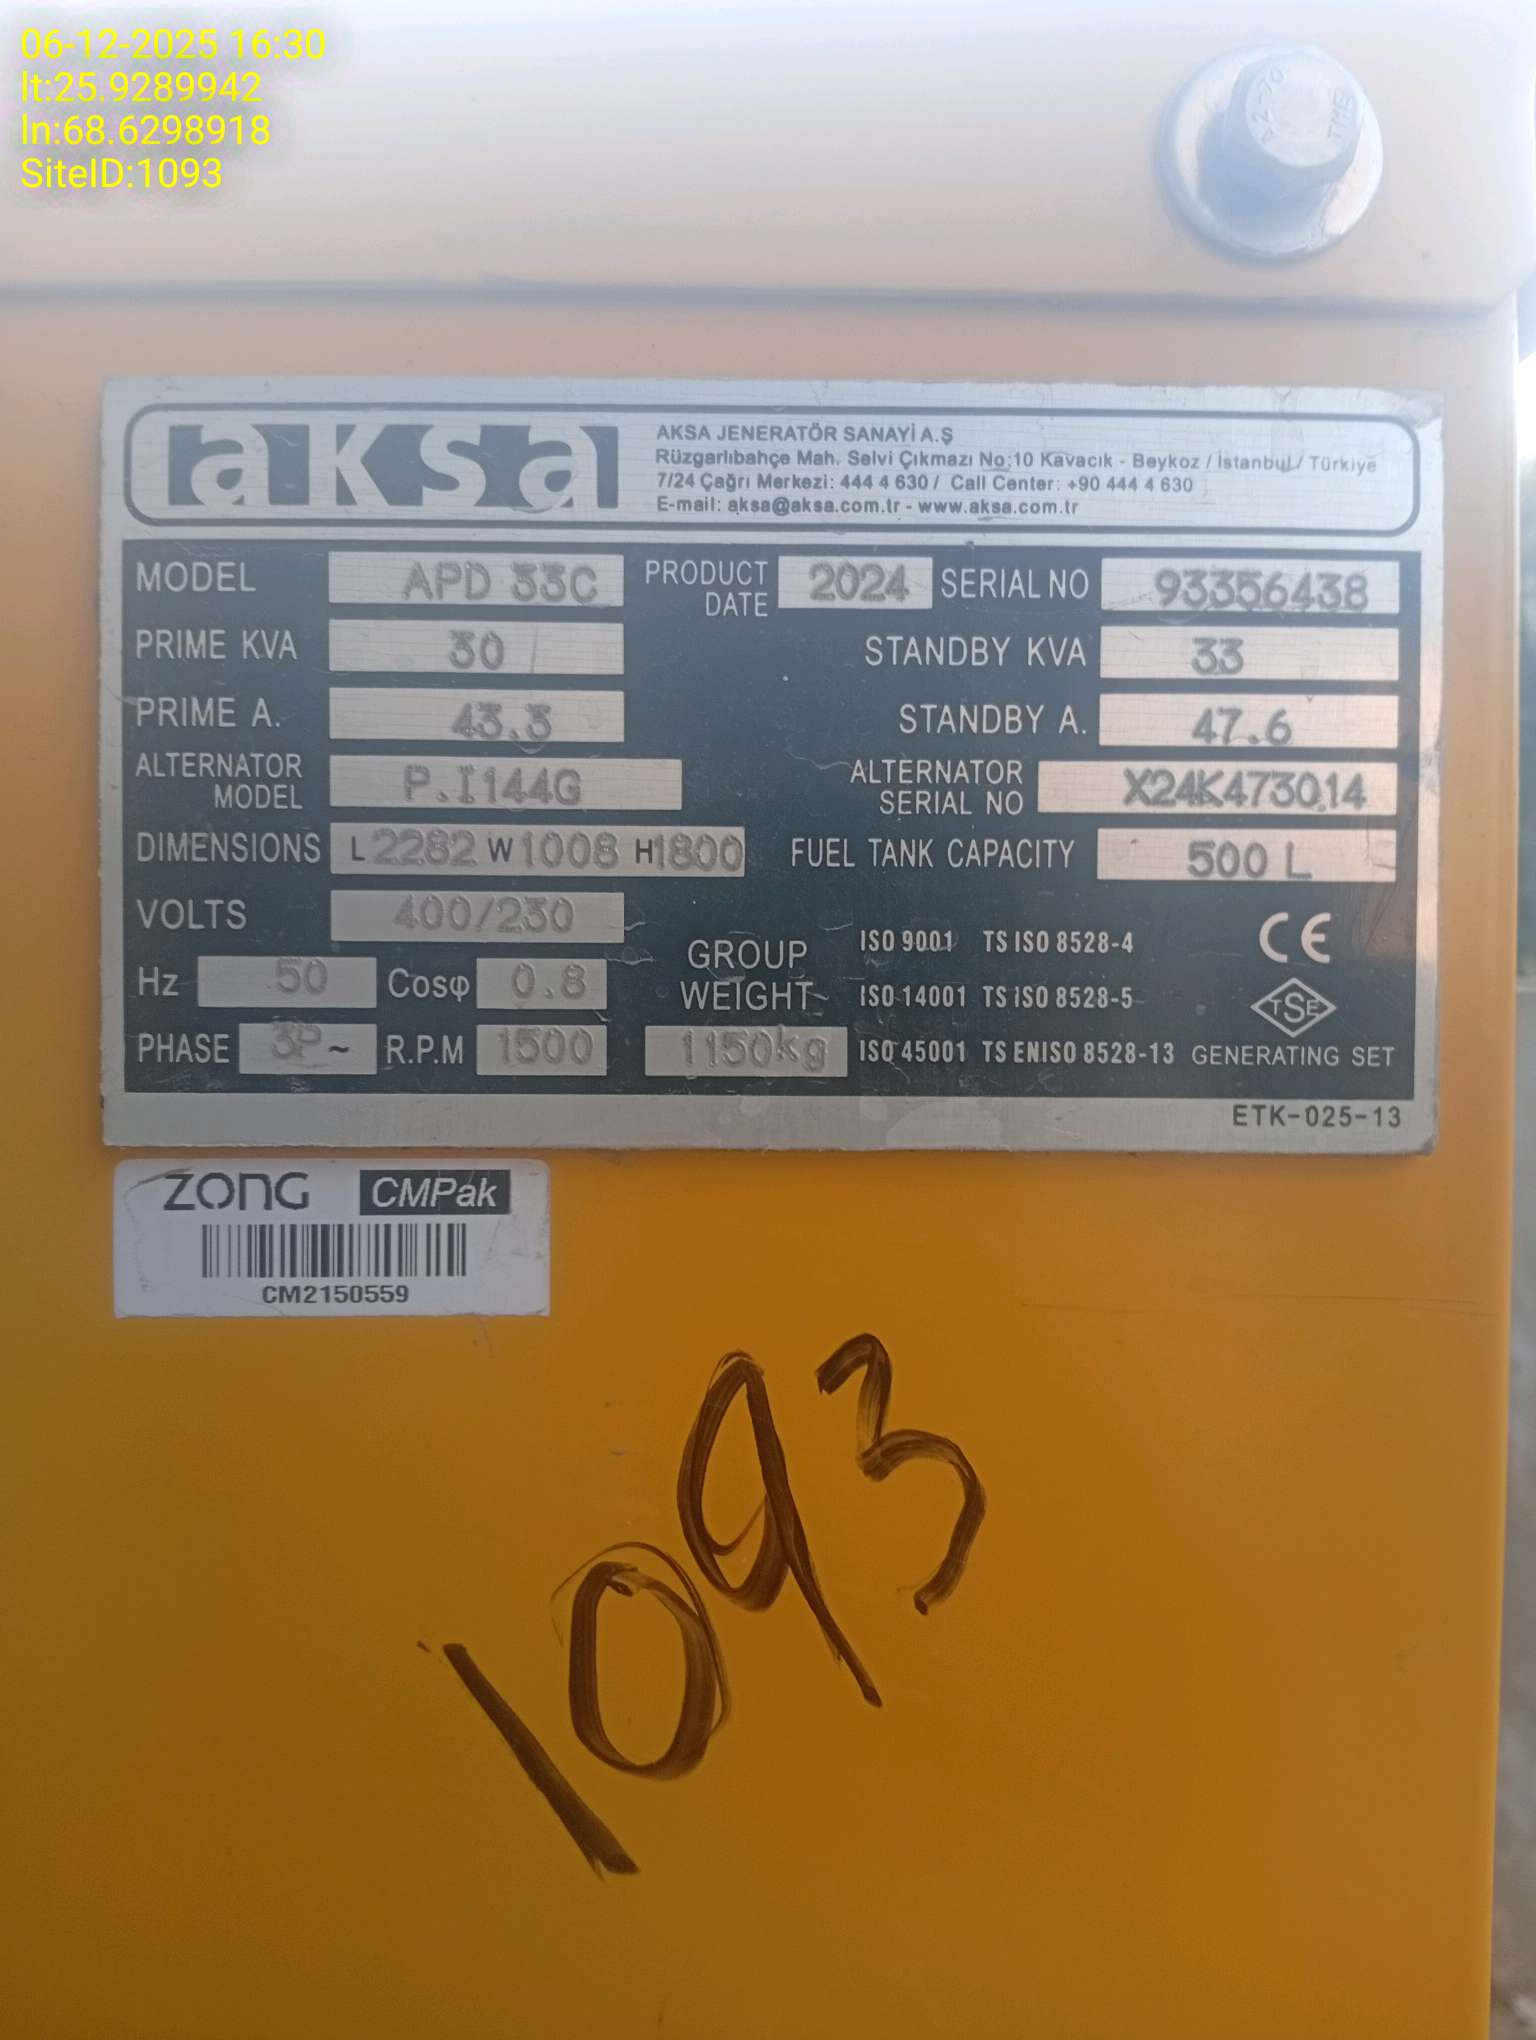 06-12-2025 16:30
lt:25.9289942
ln:68.6298918
SiteID:1093
TME
aksa
AKSA JENERATÖR SANAYİ A.Ş
Rüzgarlıbahçe Mah. Selvi Çıkmazı No:10 Kavacık - Beykoz / İstanbul / Türkiye
7/24 Çağrı Merkezi: 444 4 630 / Call Center: +90 444 4 630
E-mail: aksa@aksa.com.tr - www.aksa.com.tr
MODEL APD 33C PRODUCT DATE 2024 SERIAL NO 93356438
PRIME KVA 30 STANDBY KVA 33
PRIME A. 43.3 STANDBY A. 47.6
ALTERNATOR MODEL P.I144G ALTERNATOR SERIAL NO X24K473014
DIMENSIONS L2282 W1008 H1800 FUEL TANK CAPACITY 500 L
VOLTS 400/230
Hz 50 Cosφ 0.8
PHASE 3P~ R.P.M 1500
GROUP WEIGHT 1150kg
ISO 9001 TS ISO 8528-4
ISO 14001 TS ISO 8528-5
ISO 45001 TS EN ISO 8528-13
CE
TSE
GENERATING SET
ETK-025-13
ZONG CMPak
CM2150559
1093